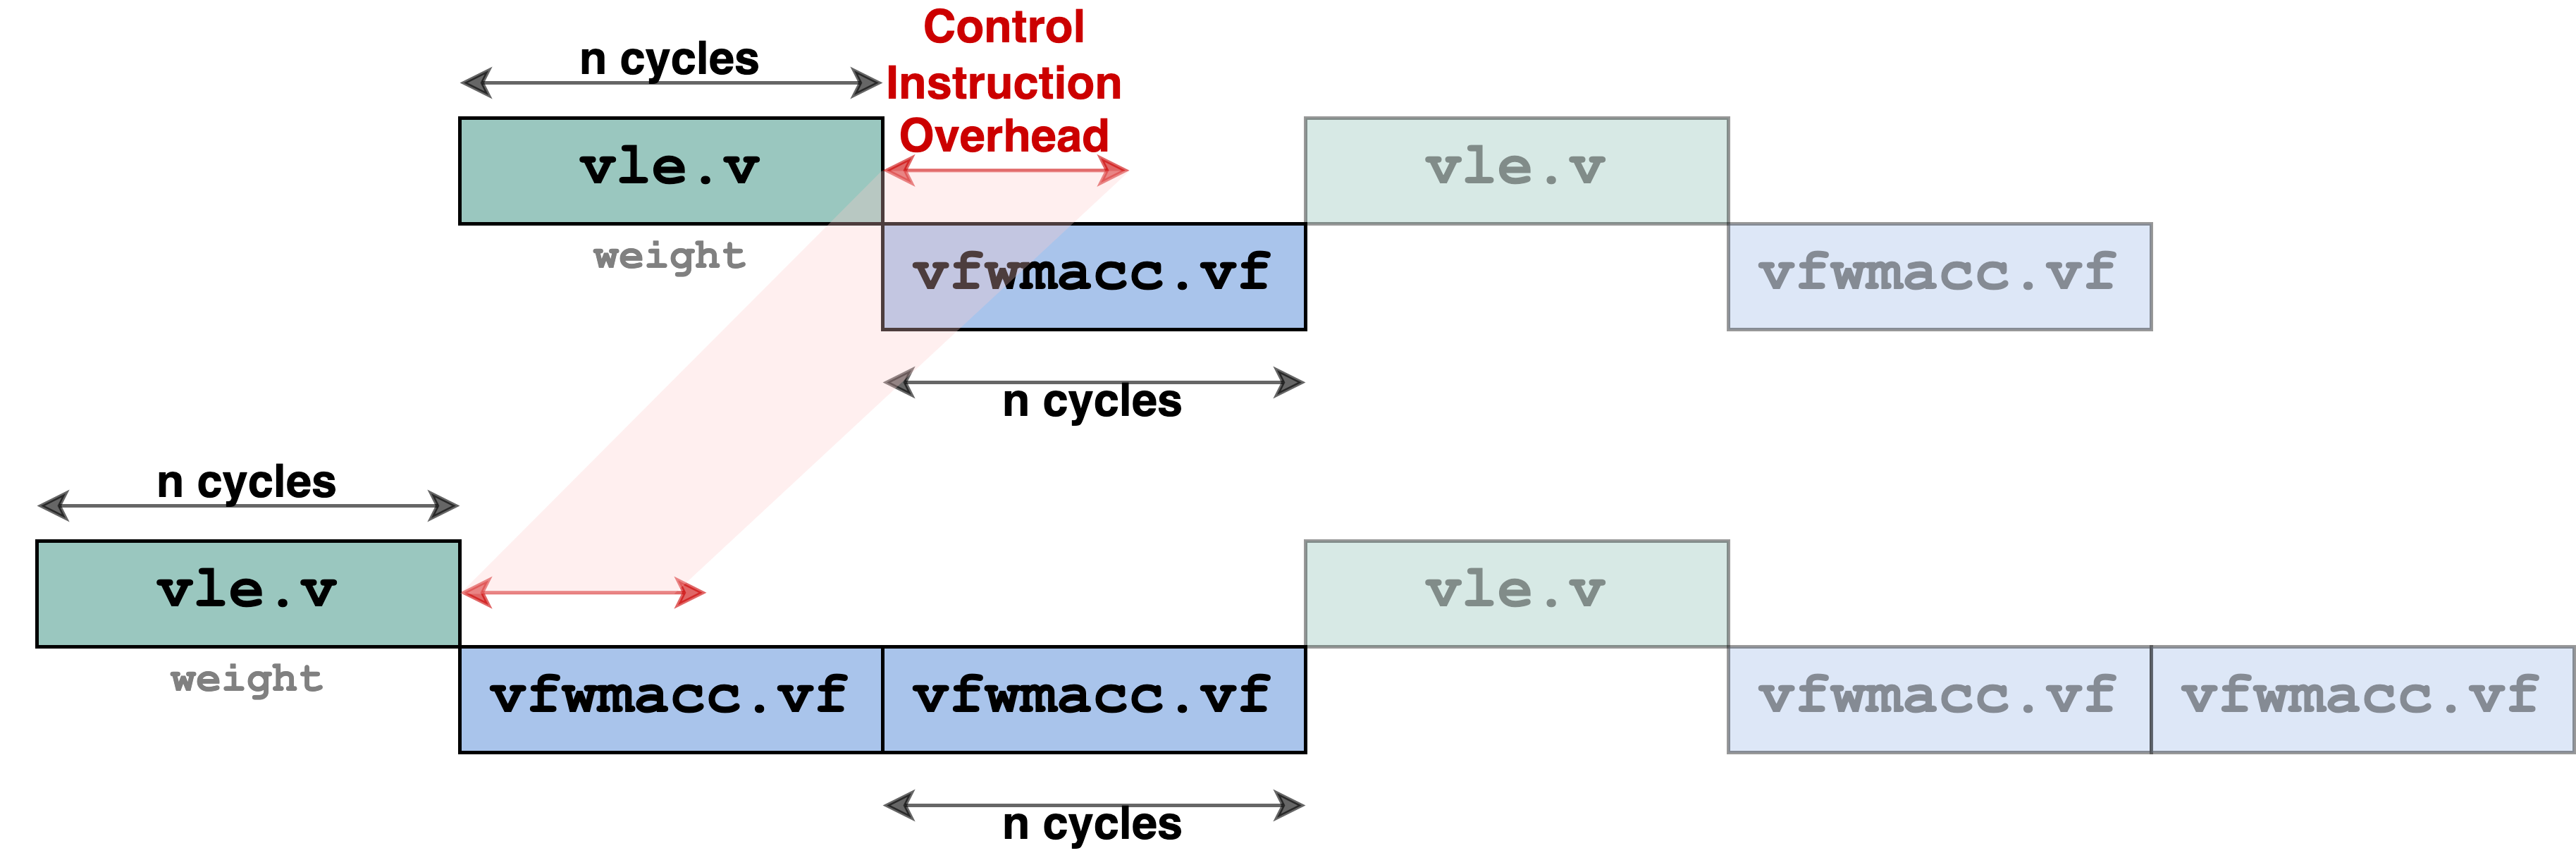 Control
n cycles
Instruction
Overhead
vle.v
vle.v
weight
vfwmacc.vf
vfwmacc.vf
n cycles
n cycles
vle.v
vle.v
weight
vfwmacc.vf
vfwmacc.vf
vfwmacc.vf
vfwmacc.vf
n cycles